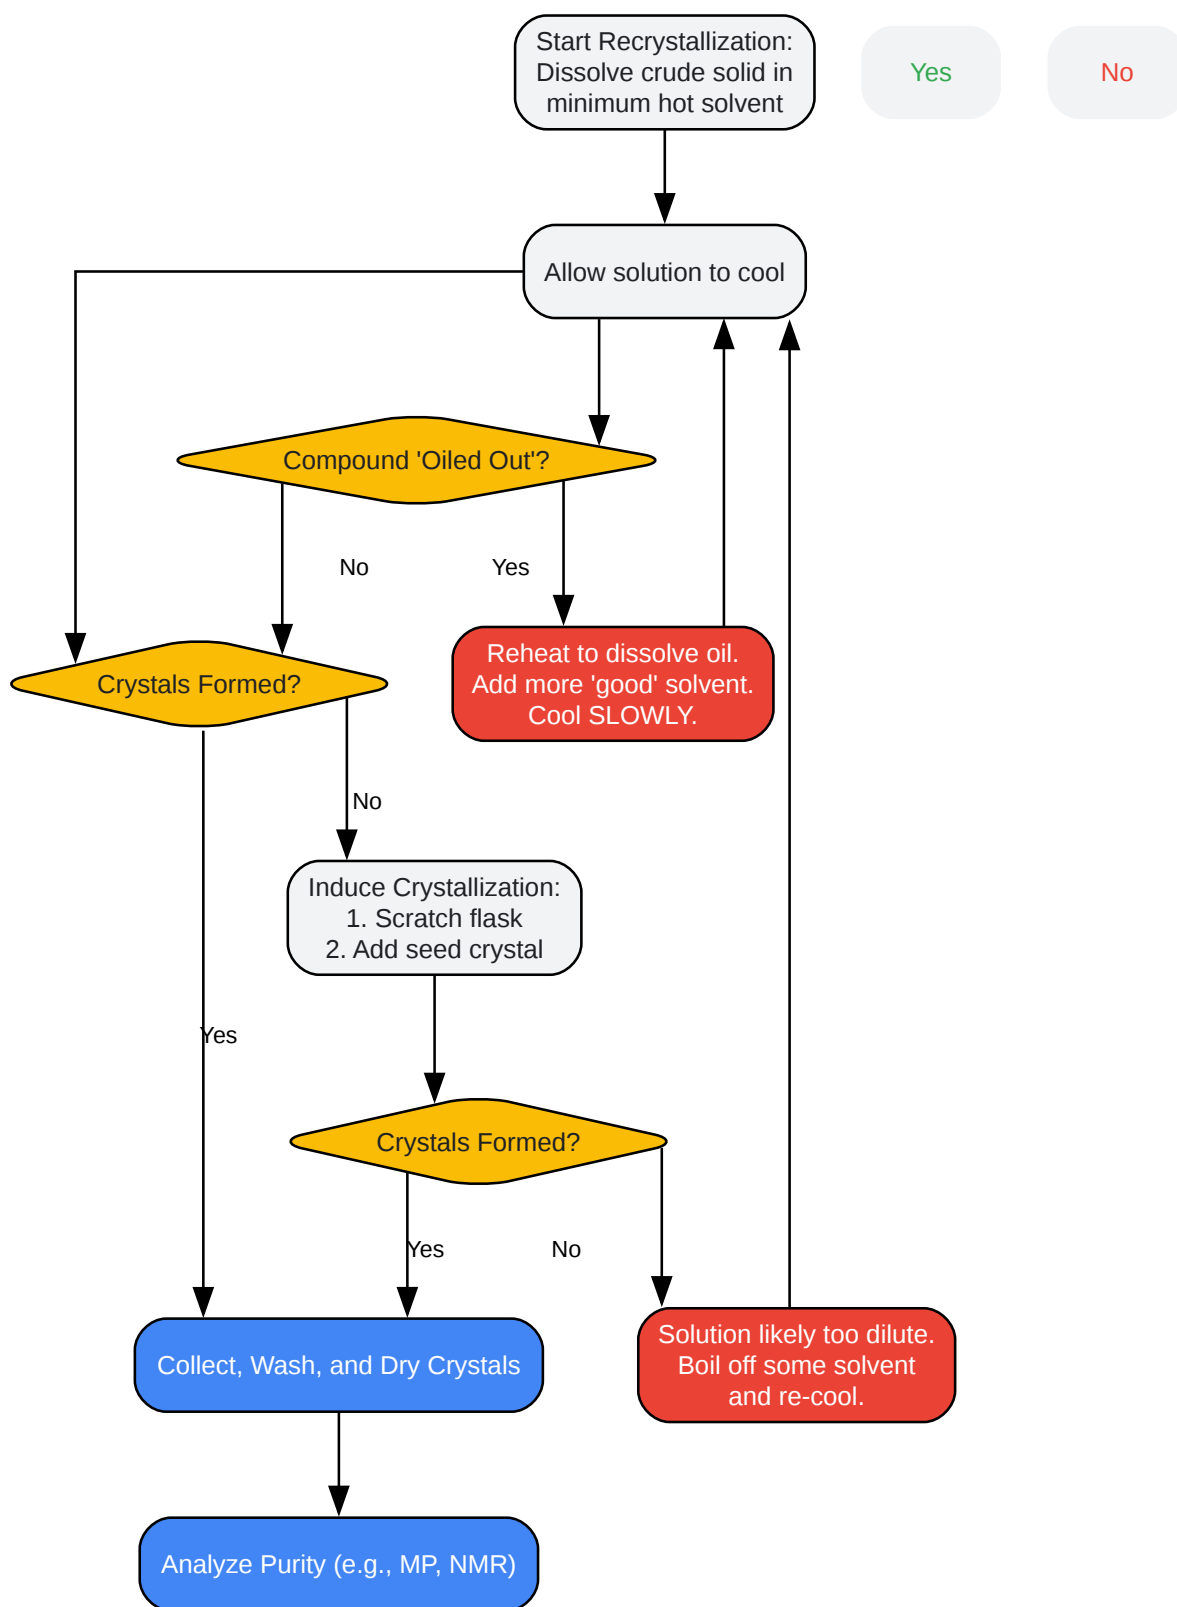 Start Recrystallization:
Dissolve crude solid in
minimum hot solvent
Yes
No
Allow solution to cool
Compound 'Oiled Out'?
No
Yes
Reheat to dissolve oil.
Add more 'good' solvent.
Cool SLOWLY.
Crystals Formed?
No
Induce Crystallization:
1. Scratch flask
2. Add seed crystal
Yes
Crystals Formed?
Yes
No
Solution likely too dilute.
Boil off some solvent
and re-cool.
Collect, Wash, and Dry Crystals
Analyze Purity (e.g., MP, NMR)